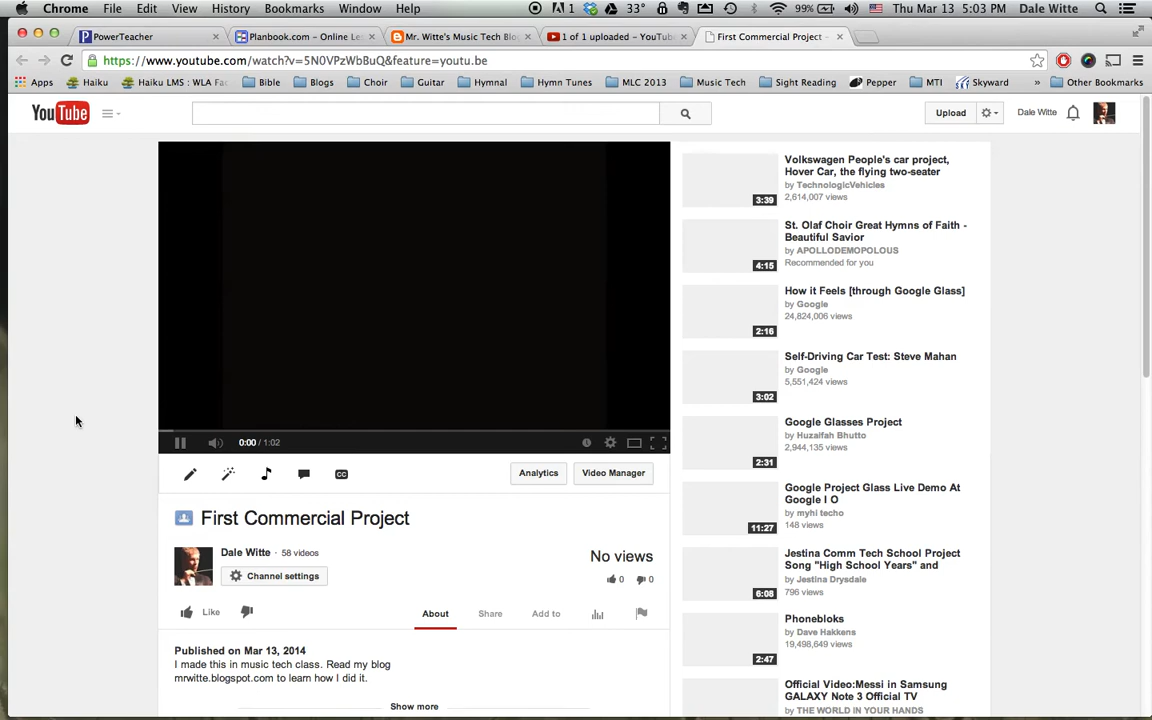 Chrome File Edit View History Bookmarks Window Help 1 33° 99% Thu Mar 13 5:03 PM Dale Witte
PowerTeacher × Planbook.com – Online Les × Mr. Witte's Music Tech Blo × 1 of 1 uploaded - YouTube × First Commercial Project - ×
https://www.youtube.com/watch?v=5N0VPzWbBuQ&feature=youtu.be
Apps Haiku Haiku LMS : WLA Fac Bible Blogs Choir Guitar Hymnal Hymn Tunes MLC 2013 Music Tech Sight Reading Pepper MTI Skyward » Other Bookmarks
YouTube Upload Dale Witte
Volkswagen People's car project,
Hover Car, the flying two-seater
by TechnologicVehicles
2,614,007 views
3:39
St. Olaf Choir Great Hymns of Faith -
Beautiful Savior
by APOLLODEMOPOLOUS
Recommended for you
4:15
How it Feels [through Google Glass]
by Google
24,824,006 views
2:16
Self-Driving Car Test: Steve Mahan
by Google
5,551,424 views
3:02
Google Glasses Project
by Huzaifah Bhutto
2,944,135 views
2:31
Google Project Glass Live Demo At
Google I O
by myhi techo
148 views
11:27
Jestina Comm Tech School Project
Song "High School Years" and
by Jestina Drysdale
796 views
6:08
Phonebloks
by Dave Hakkens
19,498,649 views
2:47
Official Video:Messi in Samsung
GALAXY Note 3 Official TV
by THE WORLD IN YOUR HANDS
0:00 / 1:02
CC Analytics Video Manager
First Commercial Project
Dale Witte · 58 videos
Channel settings
No views
0 0
Like About Share Add to
Published on Mar 13, 2014
I made this in music tech class. Read my blog
mrwitte.blogspot.com to learn how I did it.
Show more